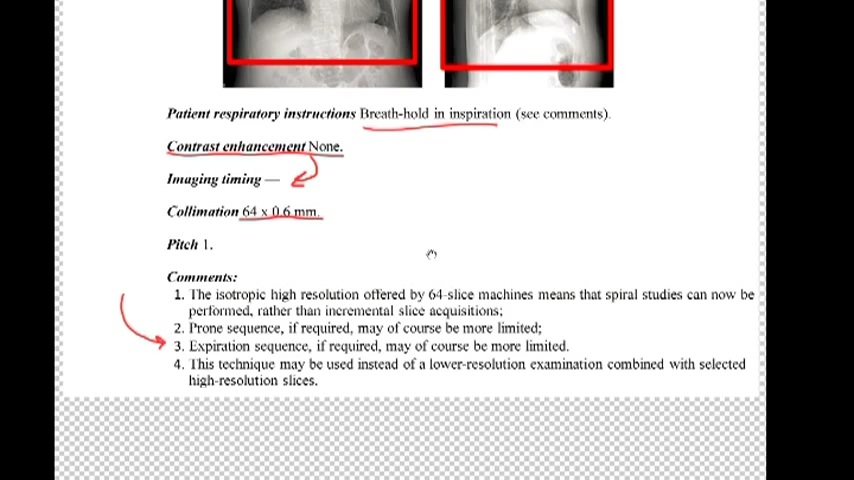 Patient respiratory instructions Breath-hold in inspiration (see comments).
Contrast enhancement None.
Imaging timing —
Collimation 64 x 0.6 mm.
Pitch 1.
Comments:
1. The isotropic high resolution offered by 64-slice machines means that spiral studies can now be
performed, rather than incremental slice acquisitions;
2. Prone sequence, if required, may of course be more limited;
3. Expiration sequence, if required, may of course be more limited.
4. This technique may be used instead of a lower-resolution examination combined with selected
high-resolution slices.